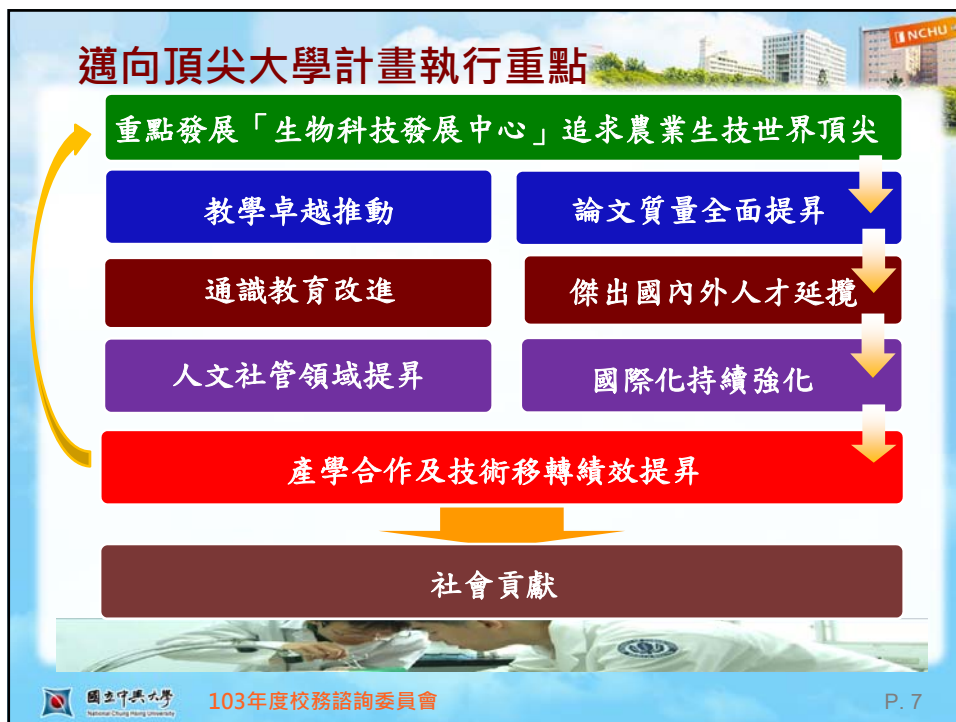 NCHU
邁向頂尖大學計畫執行重點
重點發展「生物科技發展中心」追求農業生技世界頂尖
教學卓越推動
論文質量全面提昇
通識教育改進
傑出國內外人才延攬
人文社管領域提昇
國際化持續強化
產學合作及技術移轉績效提昇
社會貢獻
國立中興大學
National Chung Hsing University
103年度校務諮詢委員會
P. 7